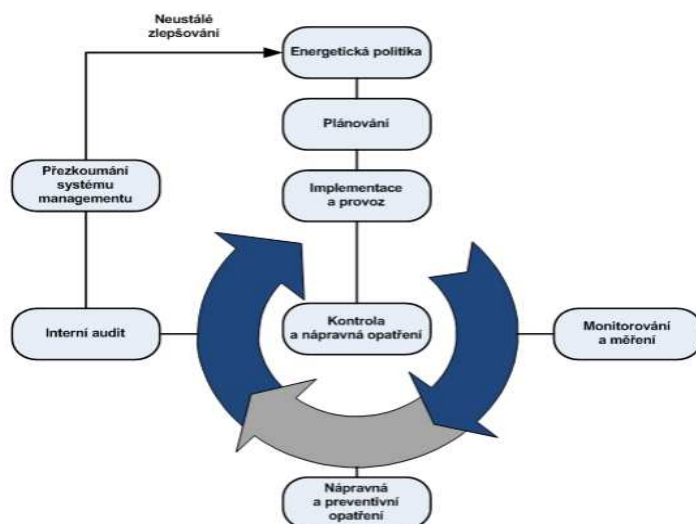 Neustálé
zlepšování
Energetická politika
Plánování
Přezkoumání
systému
managementu
Implementace
a provoz
Interní audit
Kontrola
a nápravná opatření
Monitorování
a měření
Nápravná
a preventivní
opatření